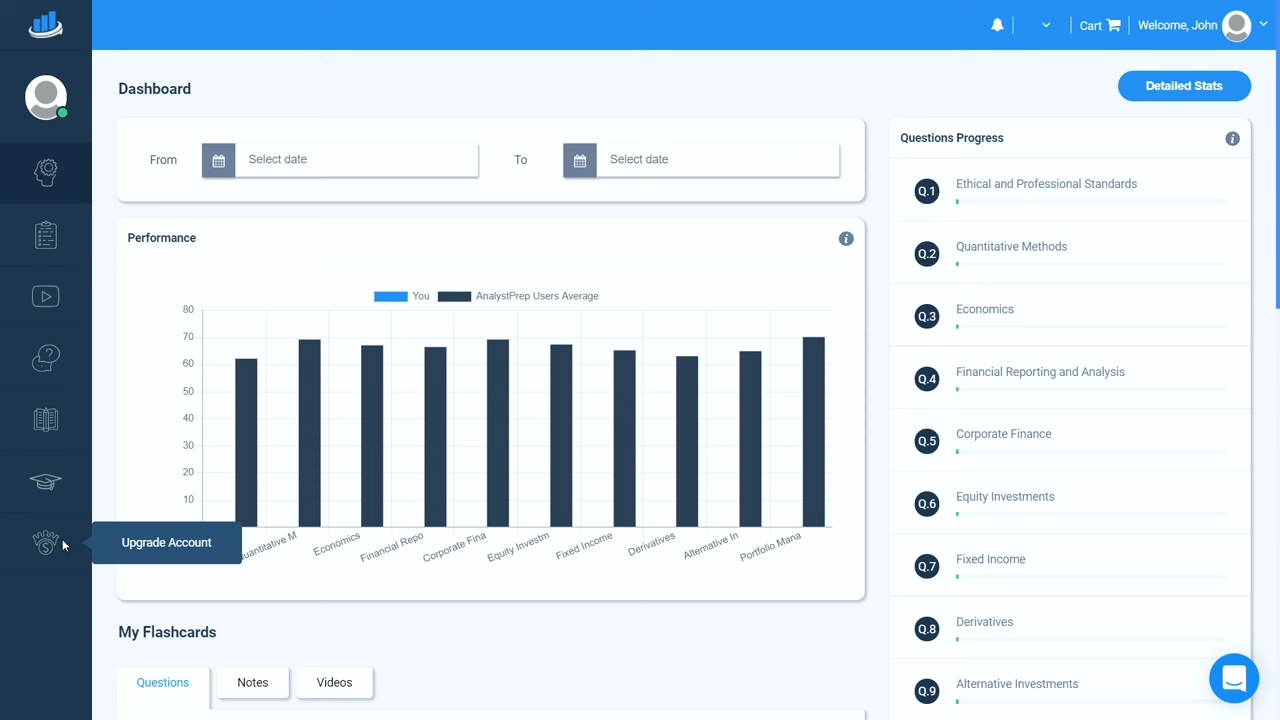 Cart
Welcome, John
Dashboard
Detailed Stats
From
Select date
To
Select date
Performance
You
AnalystPrep Users Average
80
70
60
50
40
30
20
10
Economics
Financial Repo
Corporate Fina
Equity Investm
Fixed Income
Derivatives
Alternative In
Portfolio Mana
Upgrade Account
My Flashcards
Questions
Notes
Videos
Questions Progress
Q.1 Ethical and Professional Standards
Q.2 Quantitative Methods
Q.3 Economics
Q.4 Financial Reporting and Analysis
Q.5 Corporate Finance
Q.6 Equity Investments
Q.7 Fixed Income
Q.8 Derivatives
Q.9 Alternative Investments